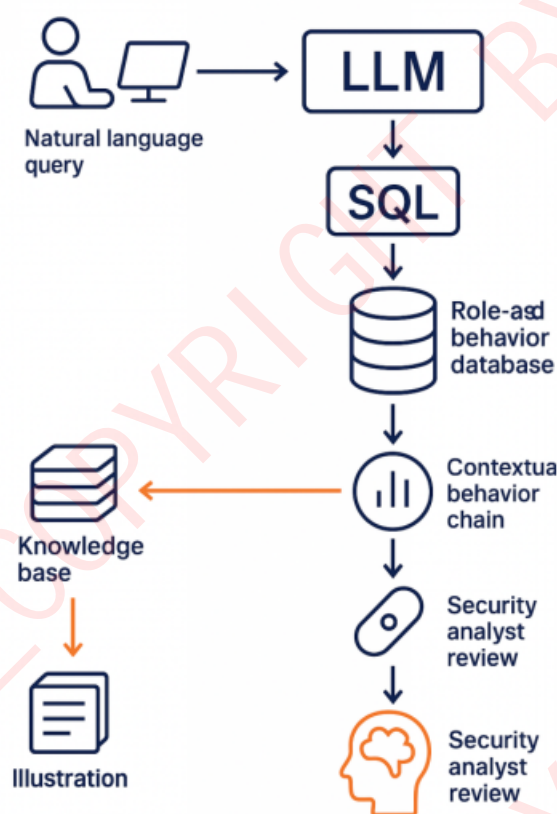 LLM
Natural language
query
SQL
Role-asd
behavior
database
Contextua
behavior
chain
Knowledge
base
Security
analyst
review
Illustration
Security
analyst
review
COPYRIGHT B